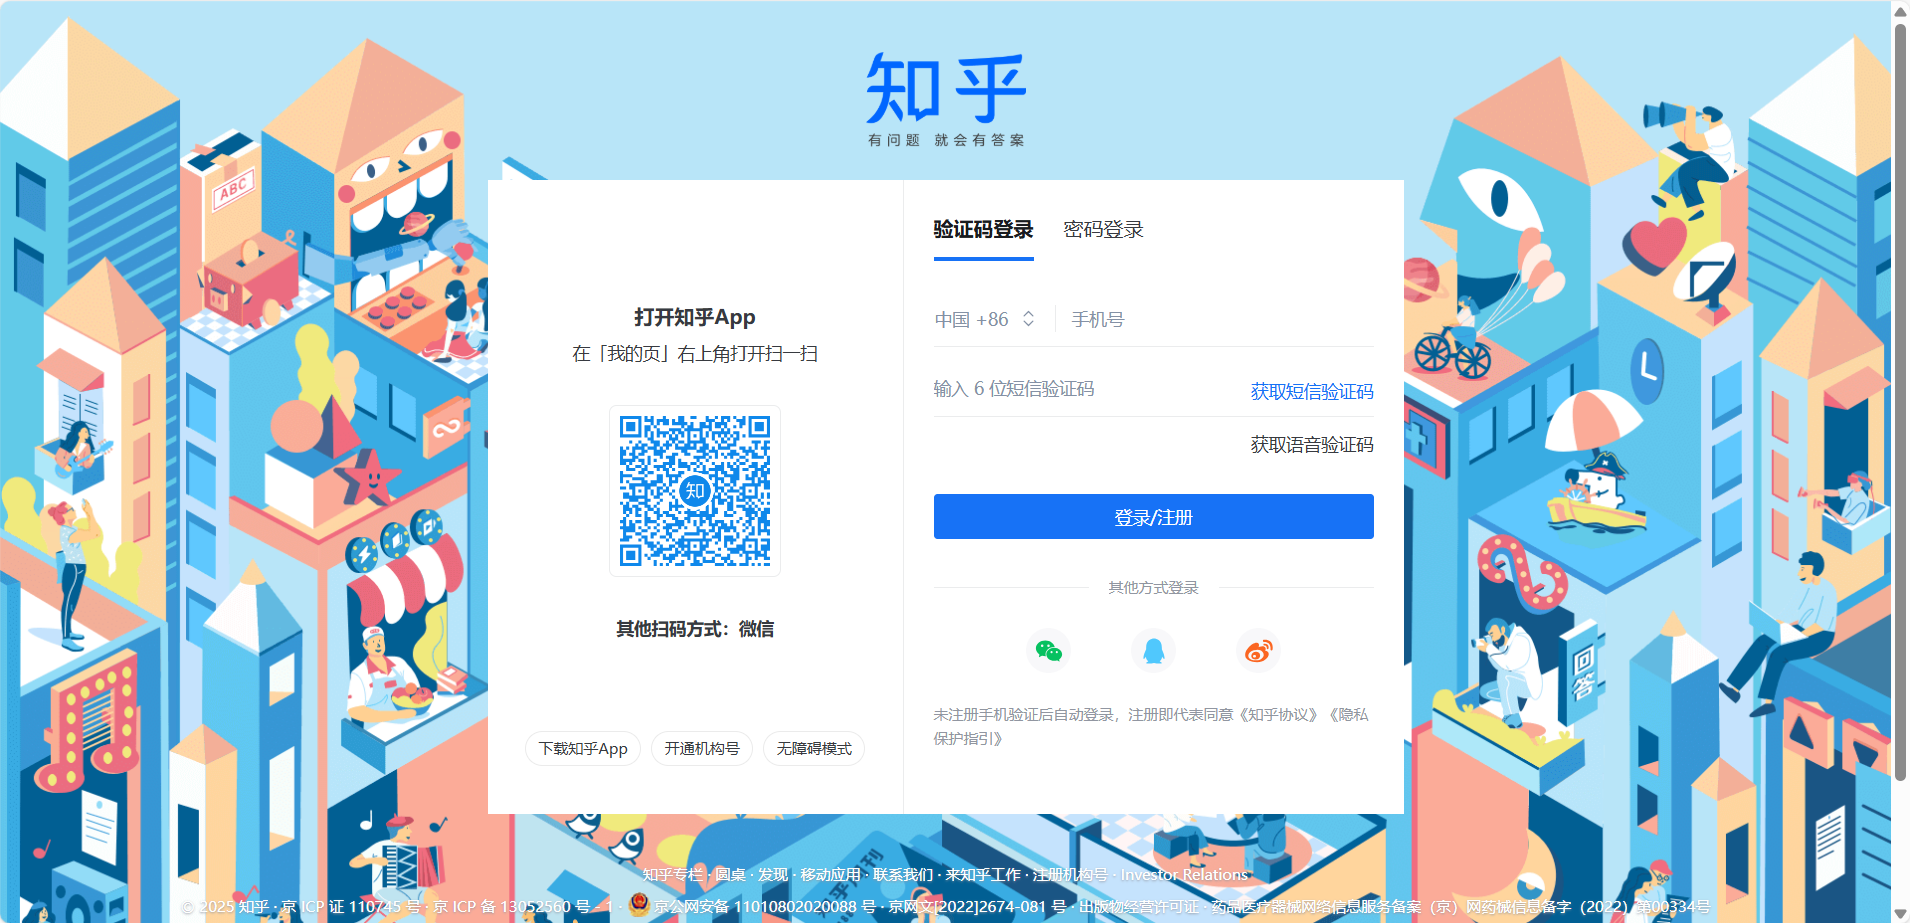 知乎
有问题 就会有答案
ABC
打开知乎App
在「我的页」右上角打开扫一扫
知
其他扫码方式：微信
下载知乎App
开通机构号
无障碍模式
验证码登录
密码登录
中国 +86
手机号
输入 6 位短信验证码
获取短信验证码
获取语音验证码
登录/注册
其他方式登录
未注册手机验证后自动登录，注册即代表同意《知乎协议》《隐私
保护指引》
回答
知乎专栏 · 圆桌 · 发现 · 移动应用 · 联系我们 · 来知乎工作 · 注册机构号 · Investor Relations
© 2025 知乎 · 京 ICP 证 110745 号 · 京 ICP 备 13052560 号 - 1 · 京公网安备 11010802020088 号 · 京网文[2022]2674-081 号 · 出版物经营许可证 · 药品医疗器械网络信息服务备案（京）网药械信息备字（2022）第00334号